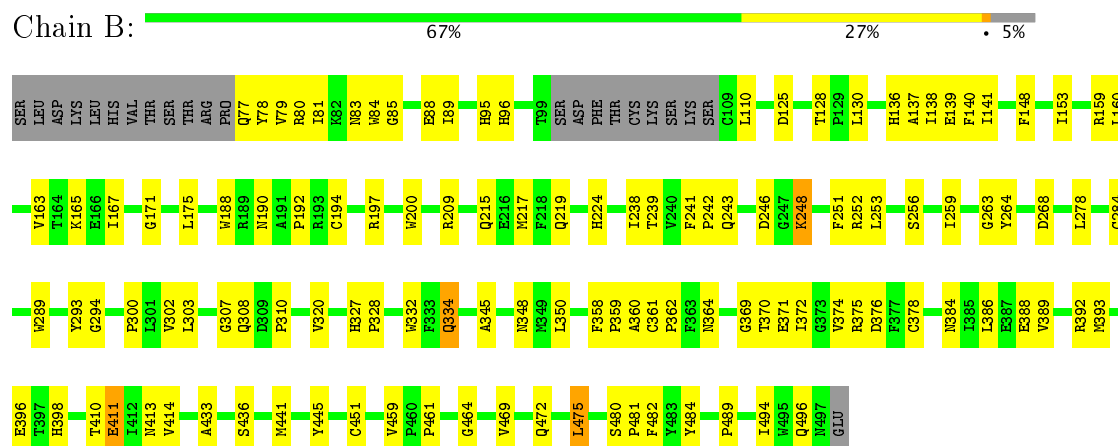 Chain B:
67% 27% • 5%
SER LEU ASP LYS LEU HIS VAL THR SER THR ARG PRO Q77 Y78 V79 R80 I81 K82 N83 W84 G85 E88 I89 H95 H96 T99 SER ASP PHE THR CYS LYS SER LYS SER C109 L110 D125 T128 P129 L130 H136 A137 I138 E139 F140 I141 F148 I153 R159 L160
V163 T164 K165 E166 I167 G171 L175 W188 R189 N190 A191 P192 R193 C194 R197 W200 R209 Q215 E216 M217 F218 Q219 H224 I238 T239 V240 F241 P242 Q243 D246 G247 K248 F251 R252 L253 S256 I259 G263 Y264 D268 L278
W289 Y293 G294 P300 L301 V302 L303 G307 Q308 D309 P310 V320 H327 P328 W332 F333 Q334 A345 N348 M349 L350 F358 P359 A360 C361 P362 F363 N364 G369 T370 E371 I372 G373 V374 R375 D376 F377 C378 N384 I385 L386 E387 E388 V389 R392 M393
E396 T397 H398 T410 E411 I412 N413 V414 A433 S436 M441 Y445 C451 V459 P460 P461 G464 V469 Q472 L475 S480 P481 F482 Y483 Y484 P489 I494 W495 Q496 N497 GLU